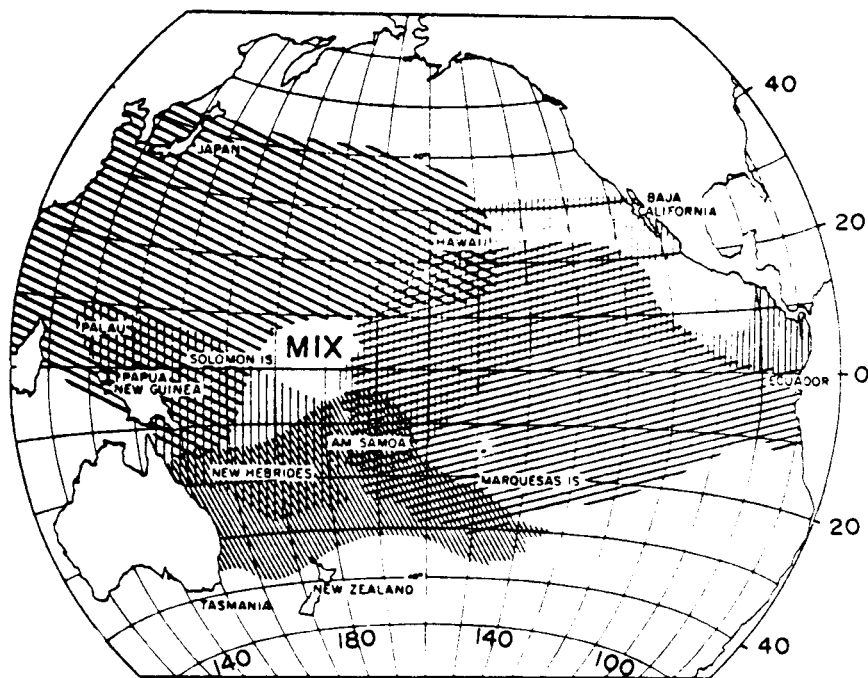 40
JAPAN
BAJA
CALIFORNIA
20
HAWAII
PALAU
SOLOMON IS
MIX
PAPUA
NEW GUINEA
0
ECUADOR
AM SAMOA
NEW HEBRIDES
MARQUESAS IS
20
NEW ZEALAND
TASMANIA
180
140
40
140
100